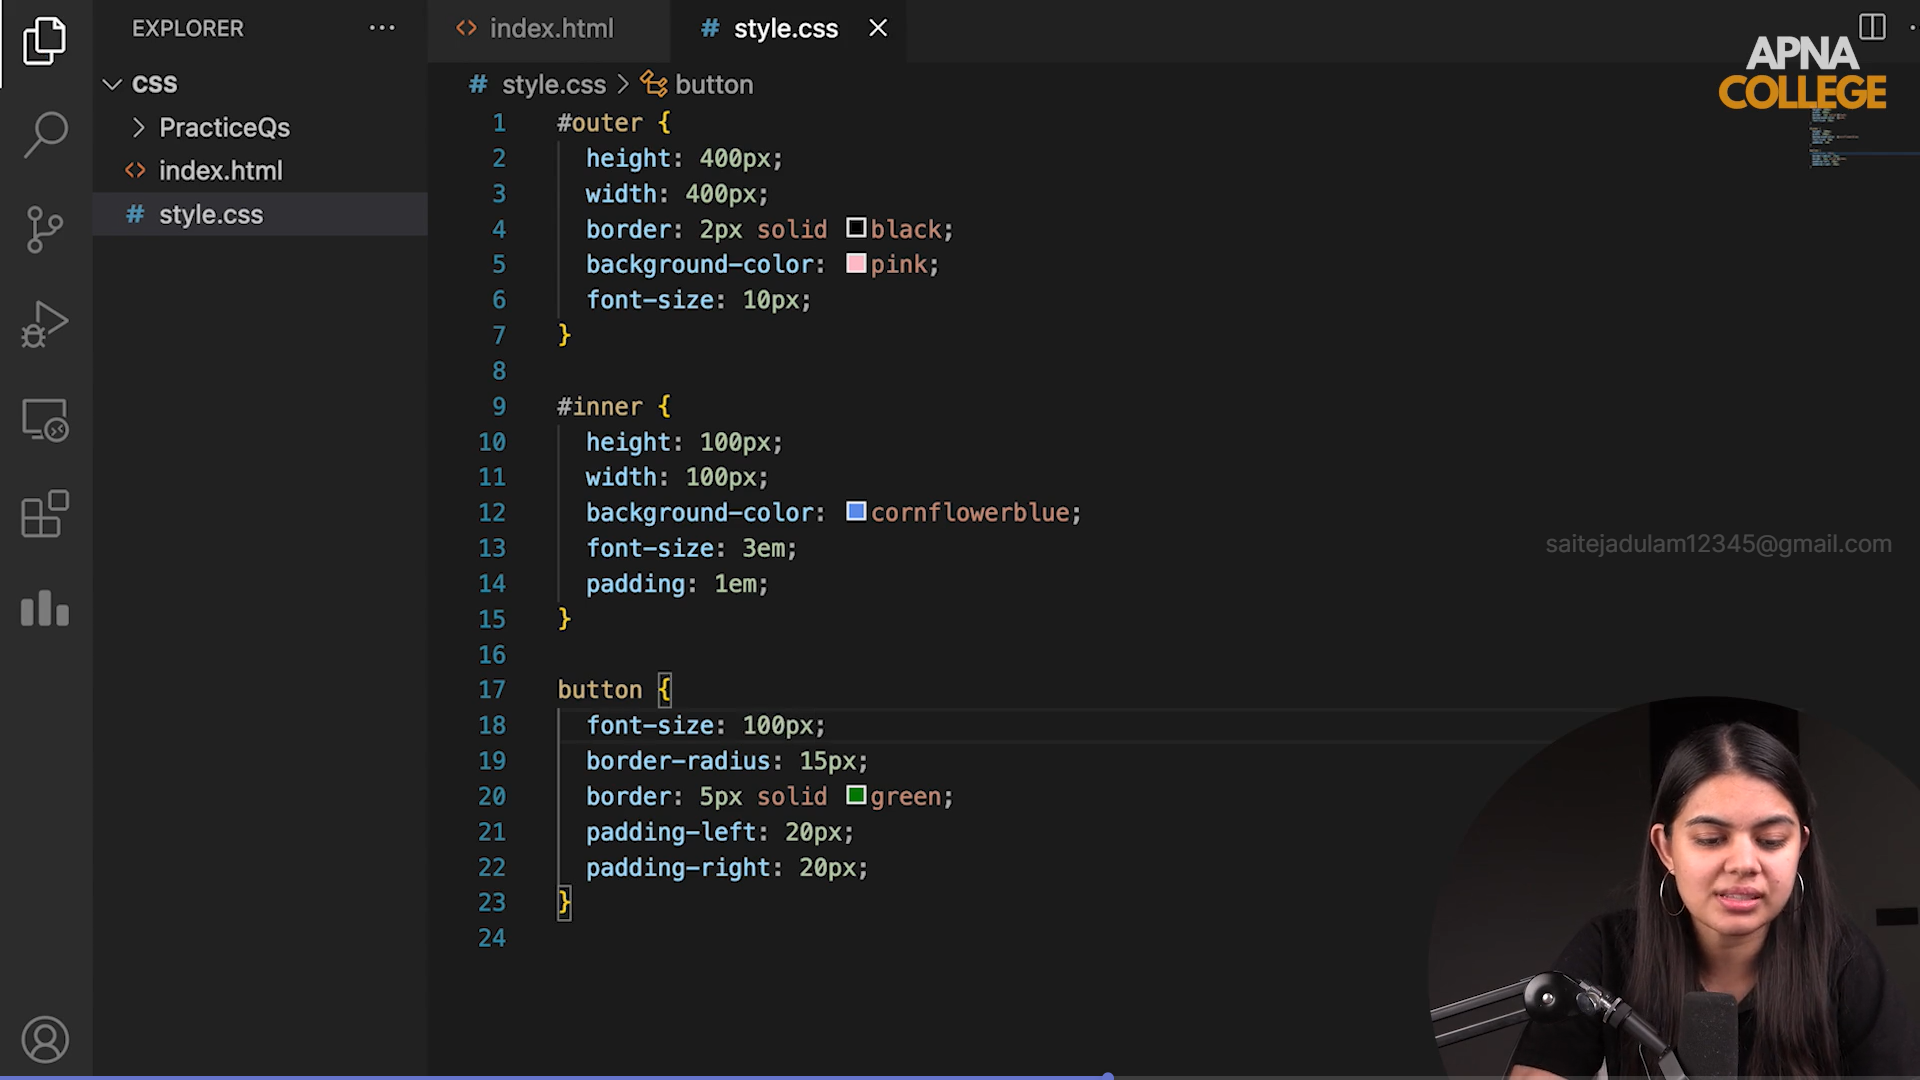 EXPLORER
index.html
# style.css
APNA
COLLEGE
CSS
# style.css > button
PracticeQs
index.html
# style.css
1 #outer {
2 height: 400px;
3 width: 400px;
4 border: 2px solid black;
5 background-color: pink;
6 font-size: 10px;
7 }
8
9 #inner {
10 height: 100px;
11 width: 100px;
12 background-color: cornflowerblue;
13 font-size: 3em;
14 padding: 1em;
15 }
16
17 button {
18 font-size: 100px;
19 border-radius: 15px;
20 border: 5px solid green;
21 padding-left: 20px;
22 padding-right: 20px;
23 }
24
saitejadulam12345@gmail.com